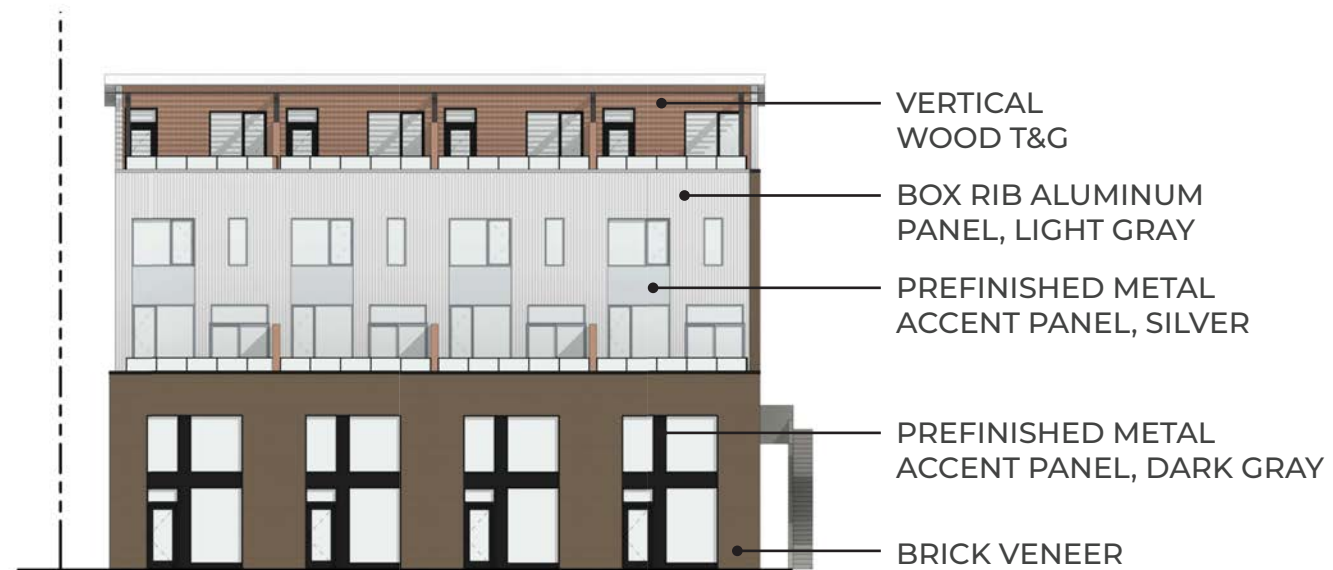 VERTICAL
WOOD T&G
BOX RIB ALUMINUM
PANEL, LIGHT GRAY
PREFINISHED METAL
ACCENT PANEL, SILVER
PREFINISHED METAL
ACCENT PANEL, DARK GRAY
BRICK VENEER